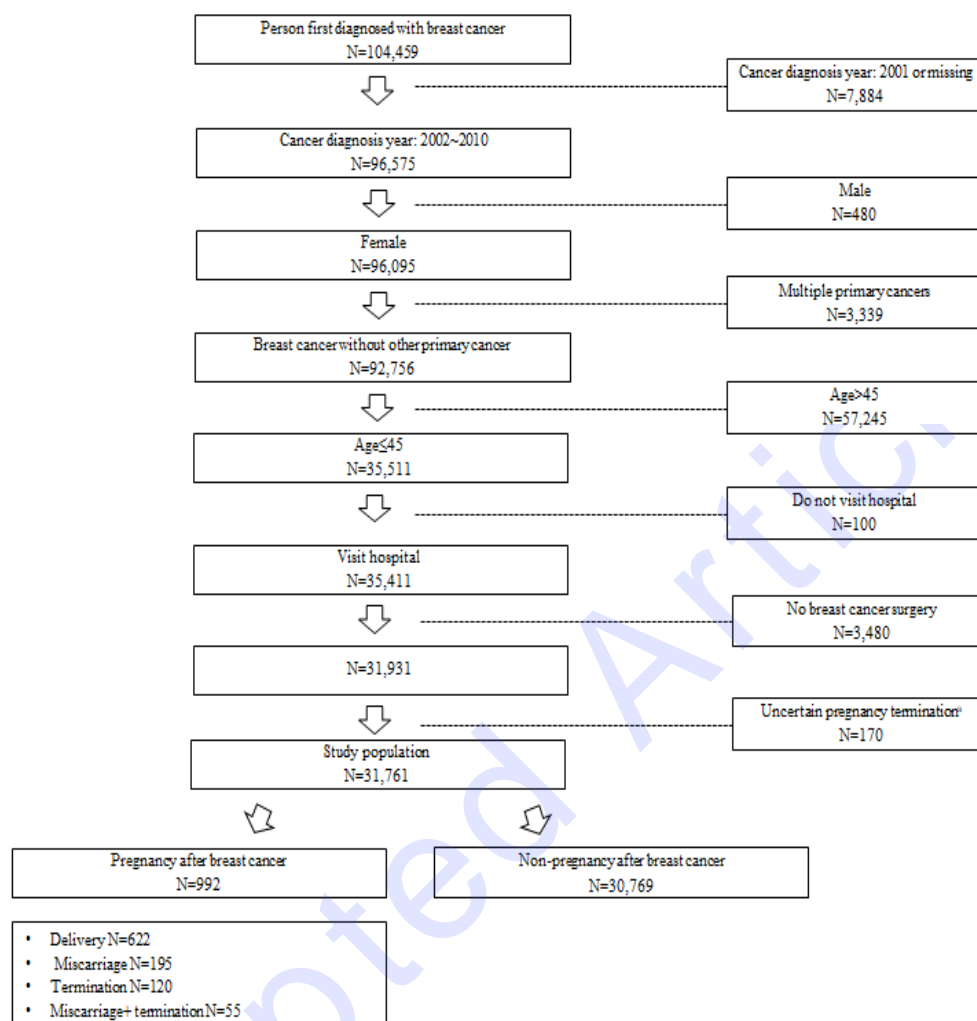 Person first diagnosed with breast cancer
N=104,459
Cancer diagnosis year: 2001 or missing
N=7,884
Cancer diagnosis year: 2002~2010
N=96,575
Male
N=480
Female
N=96,095
Multiple primary cancers
N=3,339
Breast cancer without other primary cancer
N=92,756
Age>45
N=57,245
Age≤45
N=35,511
Do not visit hospital
N=100
Visit hospital
N=35,411
No breast cancer surgery
N=3,480
N=31,931
Uncertain pregnancy terminationª
N=170
Study population
N=31,761
Pregnancy after breast cancer
N=992
Non-pregnancy after breast cancer
N=30,769
• Delivery N=622
• Miscarriage N=195
• Termination N=120
• Miscarriage+ termination N=55
pted Artic